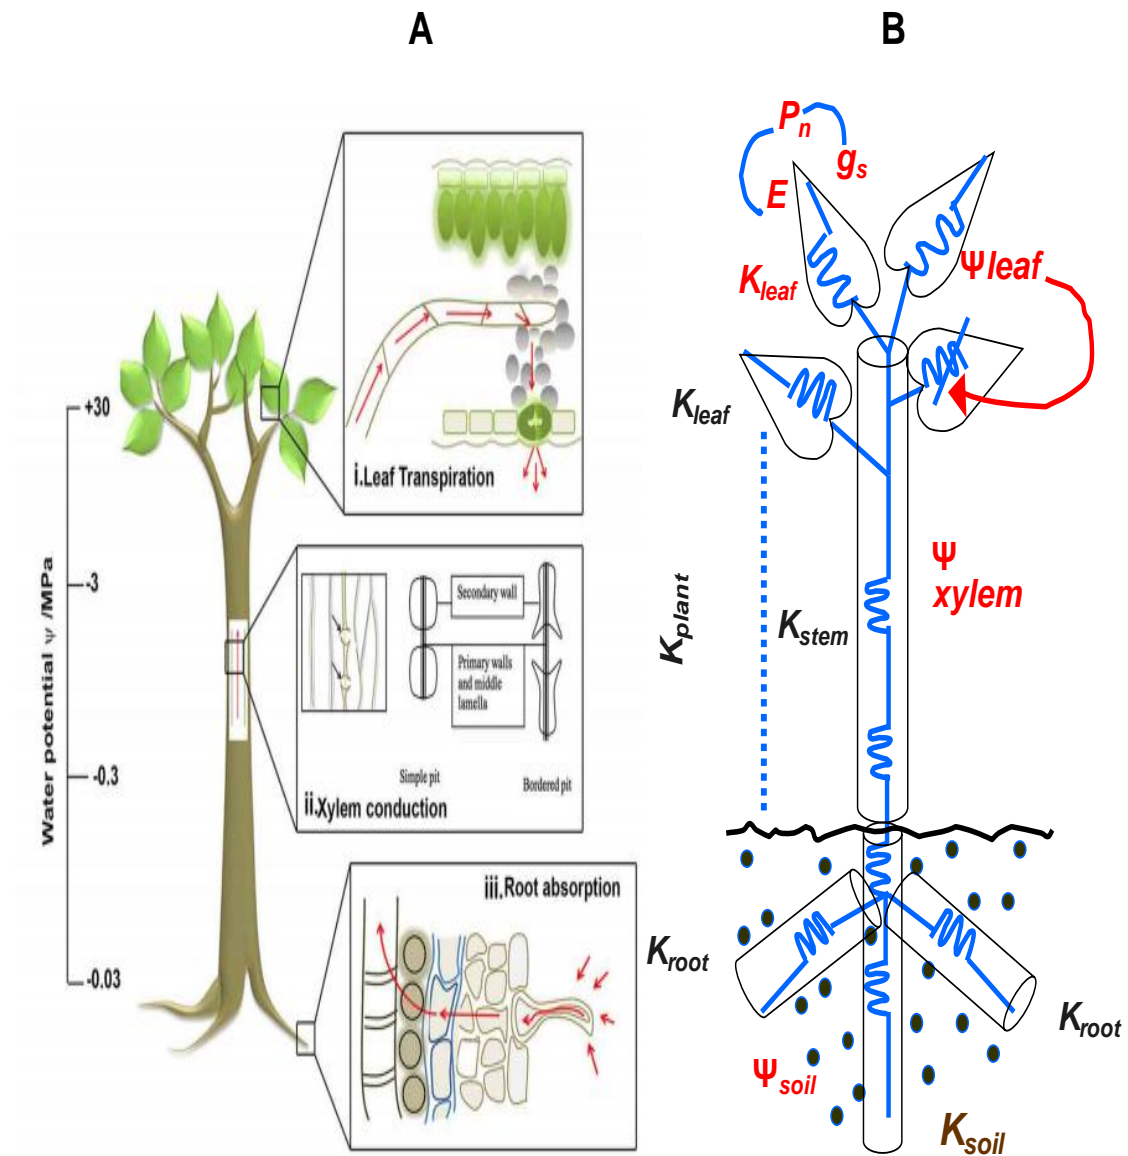 A
Water potential ψ /MPa
+30
-3
-0.3
-0.03
i.Leaf Transpiration
Secondary wall
Primary walls
and middle
lamella
Simple pit
Bordered pit
ii.Xylem conduction
iii.Root absorption
B
Pn
gs
E
Kleaf
Ψleaf
Kleaf
Kplant
Kstem
Ψ
xylem
Kroot
Kroot
Ψsoil
Ksoil